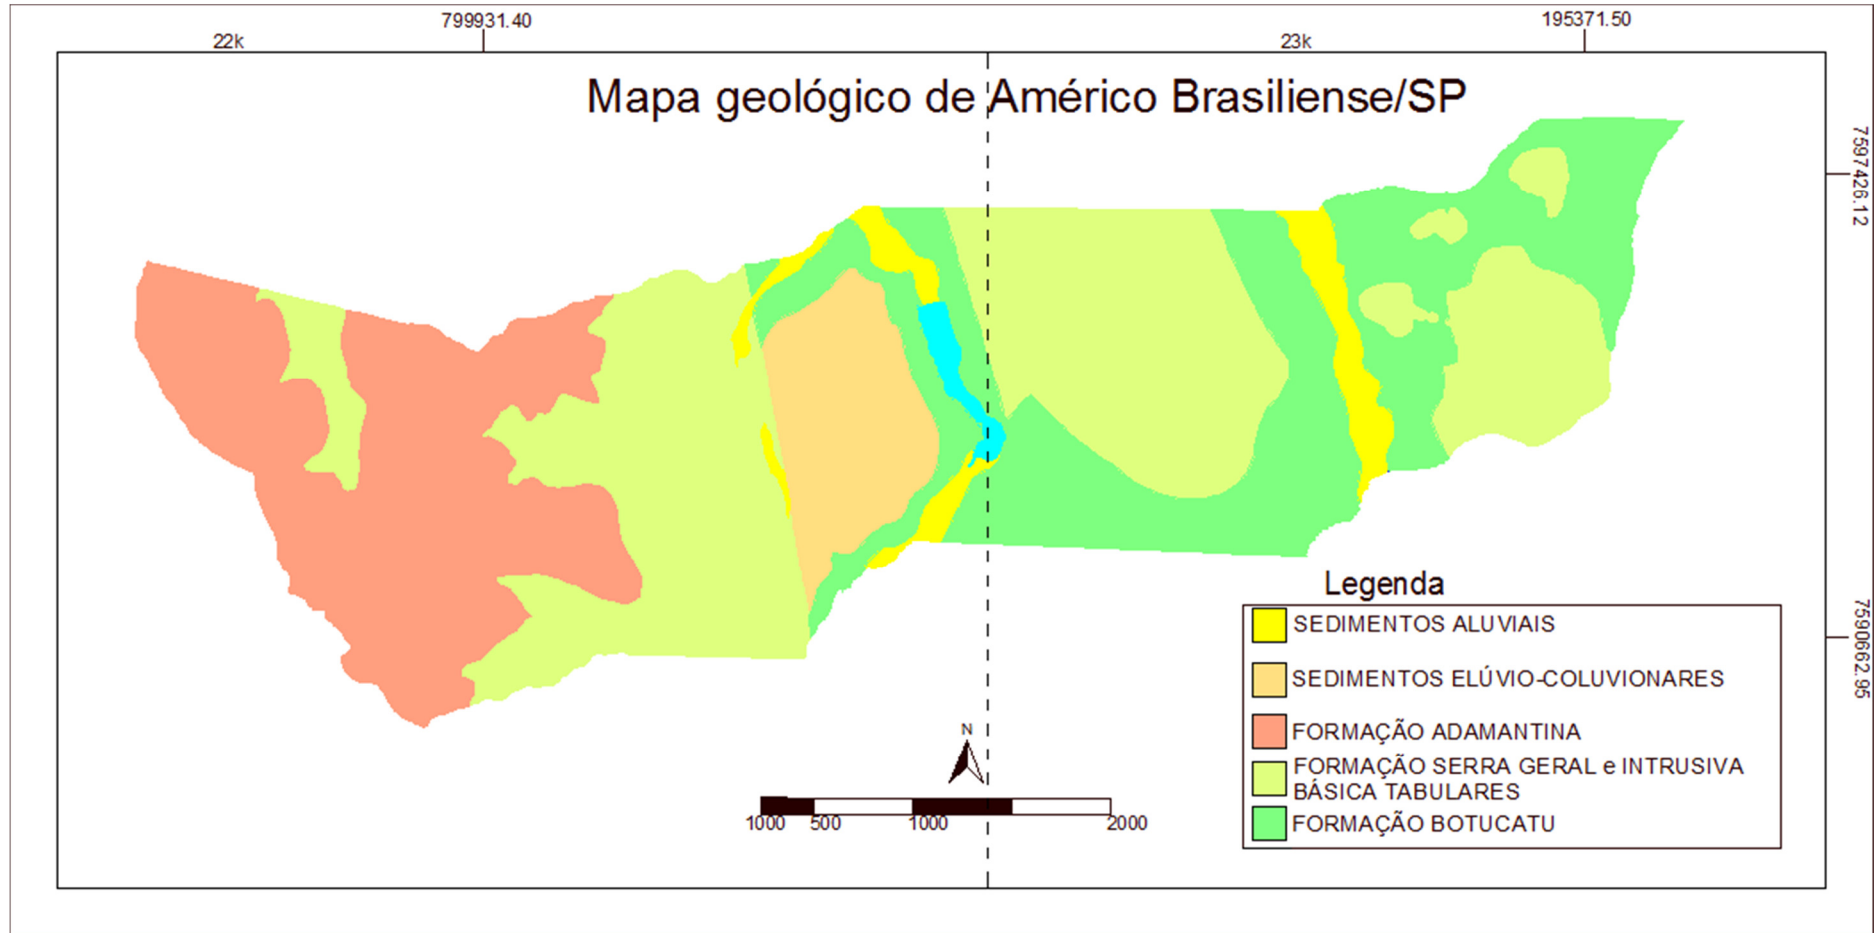 799931.40
195371.50
22k
23k
Mapa geológico de Américo Brasiliense/SP
7597426.12
7590662.95
Legenda
SEDIMENTOS ALUVIAIS
SEDIMENTOS ELÚVIO-COLUVIONARES
FORMAÇÃO ADAMANTINA
FORMAÇÃO SERRA GERAL e INTRUSIVA
BÁSICA TABULARES
FORMAÇÃO BOTUCATU
N
1000 500 1000 2000